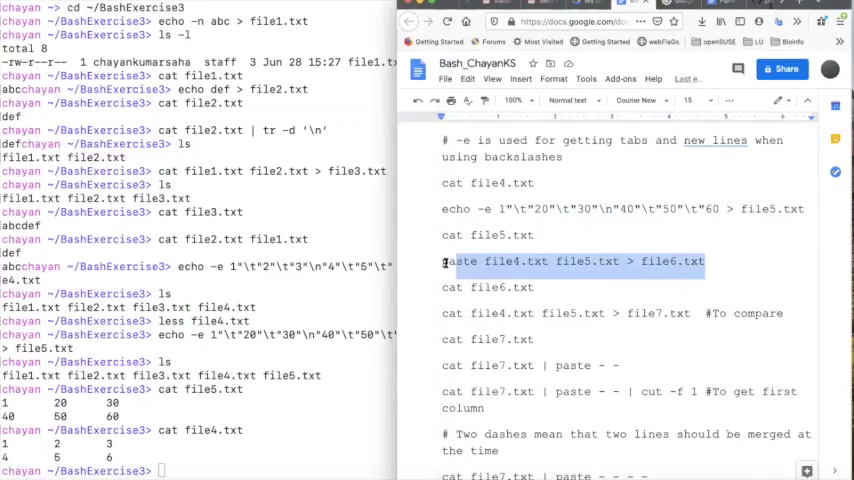 chayan ~> cd ~/BashExercise3
chayan ~/BashExercise3> echo -n abc > file1.txt
chayan ~/BashExercise3> ls -l
total 8
-rw-r--r--  1 chayankumarsaha  staff  3 Jun 28 15:27 file1.tx
chayan ~/BashExercise3> cat file1.txt
abcchayan ~/BashExercise3> echo def > file2.txt
chayan ~/BashExercise3> cat file2.txt
def
chayan ~/BashExercise3> cat file2.txt | tr -d '\n'
defchayan ~/BashExercise3> ls
file1.txt file2.txt
chayan ~/BashExercise3> cat file1.txt file2.txt > file3.txt
chayan ~/BashExercise3> ls
file1.txt file2.txt file3.txt
chayan ~/BashExercise3> cat file3.txt
abcdef
chayan ~/BashExercise3> cat file2.txt file1.txt
def
abcchayan ~/BashExercise3> echo -e 1"\t"2"\t"3"\n"4"\t"5"\t"
e4.txt
chayan ~/BashExercise3> ls
file1.txt file2.txt file3.txt file4.txt
chayan ~/BashExercise3> less file4.txt
chayan ~/BashExercise3> echo -e 1"\t"20"\t"30"\n"40"\t"50"\t"
> file5.txt
chayan ~/BashExercise3> ls
file1.txt file2.txt file3.txt file4.txt file5.txt
chayan ~/BashExercise3> cat file5.txt
1 20 30
40 50 60
chayan ~/BashExercise3> cat file4.txt
1 2 3
4 5 6
chayan ~/BashExercise3>
https://docs.google.com/do
Getting Started Forums Most Visited Getting Started webFlaGs openSUSE LU Bioinfo
Bash_ChayanKS
File Edit View Insert Format Tools Add-ons Help Last e...
Share
100% Normal text Courier New 15
1 2 3 4 5 6
# -e is used for getting tabs and new lines when
using backslashes
cat file4.txt
echo -e 1"\t"20"\t"30"\n"40"\t"50"\t"60 > file5.txt
cat file5.txt
paste file4.txt file5.txt > file6.txt
cat file6.txt
cat file4.txt file5.txt > file7.txt  #To compare
cat file7.txt
cat file7.txt | paste - -
cat file7.txt | paste - - | cut -f 1 #To get first
column
# Two dashes mean that two lines should be merged at
the time
cat file7.txt | paste - - - -